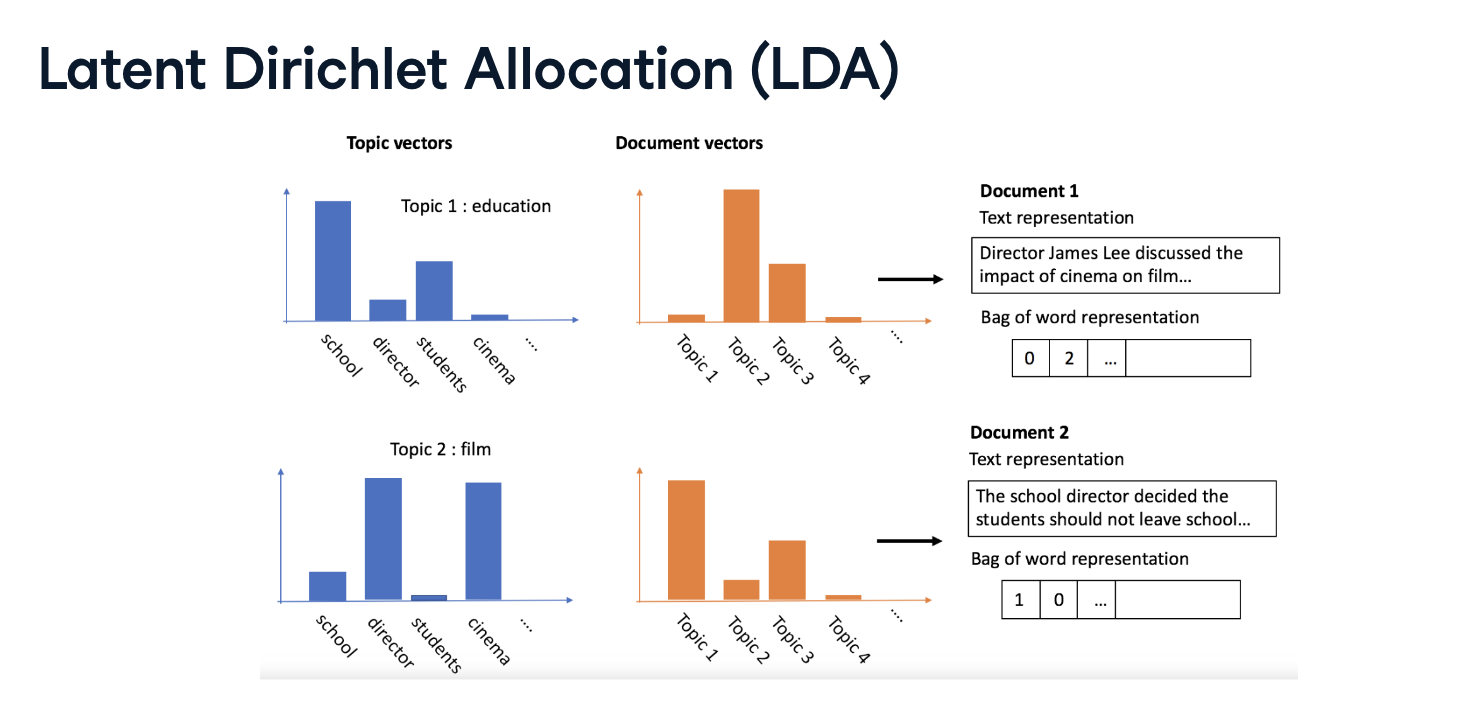 Latent Dirichlet Allocation (LDA)
Topic vectors
Document vectors
Topic 1 : education
school
director
students
cinema
....
Topic 1
Topic 2
Topic 3
Topic 4
....
Document 1
Text representation
Director James Lee discussed the
impact of cinema on film...
Bag of word representation
0 2 ...
Topic 2 : film
school
director
students
cinema
....
Topic 1
Topic 2
Topic 3
Topic 4
....
Document 2
Text representation
The school director decided the
students should not leave school...
Bag of word representation
1 0 ...